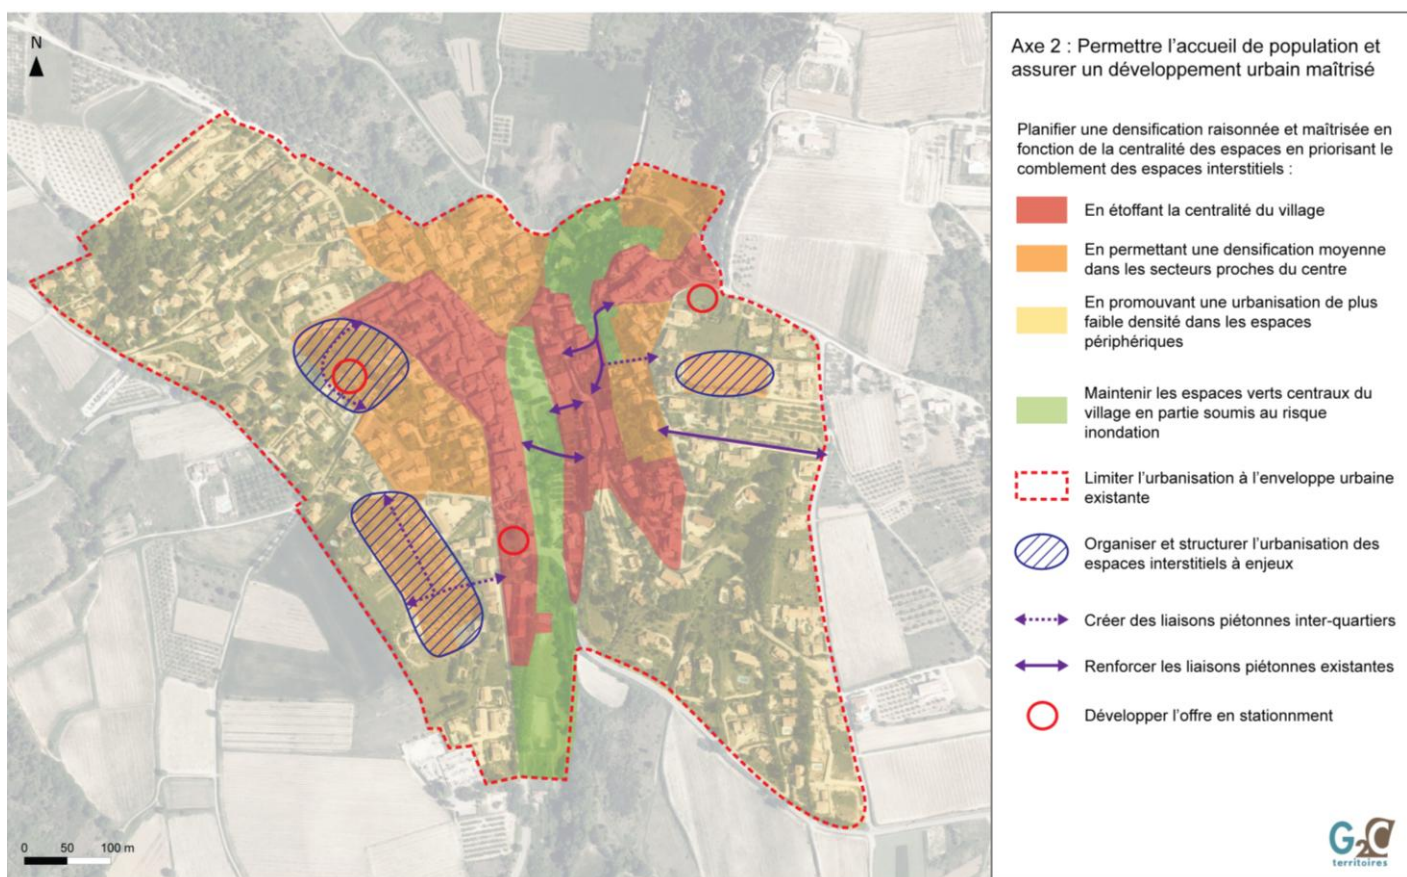 N
0 50 100 m
Axe 2 : Permettre l'accueil de population et
assurer un développement urbain maîtrisé
Planifier une densification raisonnée et maîtrisée en
fonction de la centralité des espaces en priorisant le
comblement des espaces interstitiels :
En étoffant la centralité du village
En permettant une densification moyenne
dans les secteurs proches du centre
En promouvant une urbanisation de plus
faible densité dans les espaces
périphériques
Maintenir les espaces verts centraux du
village en partie soumis au risque
inondation
Limiter l'urbanisation à l'enveloppe urbaine
existante
Organiser et structurer l'urbanisation des
espaces interstitiels à enjeux
Créer des liaisons piétonnes inter-quartiers
Renforcer les liaisons piétonnes existantes
Développer l'offre en stationnment
G2C
territoires